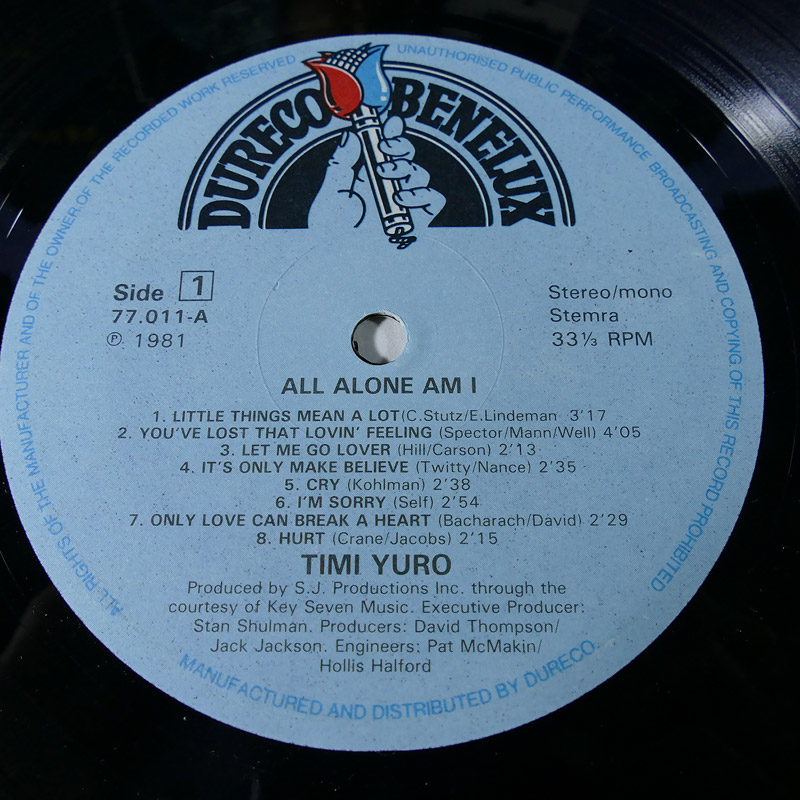 DURECO BENELUX
ALL RIGHTS OF THE MANUFACTURER AND OF THE OWNER OF THE RECORDED WORK RESERVED
UNAUTHORISED PUBLIC PERFORMANCE BROADCASTING AND COPYING OF THIS RECORD PROHIBITED
Side 1
77.011-A
℗ 1981
Stereo/mono
Stemra
33⅓ RPM
ALL ALONE AM I
1. LITTLE THINGS MEAN A LOT(C.Stutz/E.Lindeman 3'17
2. YOU'VE LOST THAT LOVIN' FEELING (Spector/Mann/Well) 4'05
3. LET ME GO LOVER (Hill/Carson) 2'13
4. IT'S ONLY MAKE BELIEVE (Twitty/Nance) 2'35
5. CRY (Kohlman) 2'38
6. I'M SORRY (Self) 2'54
7. ONLY LOVE CAN BREAK A HEART (Bacharach/David) 2'29
8. HURT (Crane/Jacobs) 2'15
TIMI YURO
Produced by S.J. Productions Inc. through the
courtesy of Key Seven Music. Executive Producer:
Stan Shulman. Producers: David Thompson/
Jack Jackson. Engineers: Pat McMakin/
Hollis Halford
MANUFACTURED AND DISTRIBUTED BY DURECO.